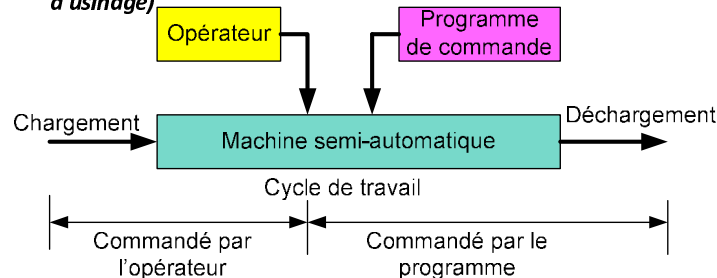 d'usinage)
Opérateur
Programme
de commande
Chargement
Machine semi-automatique
Déchargement
Cycle de travail
Commandé par
l'opérateur
Commandé par le
programme